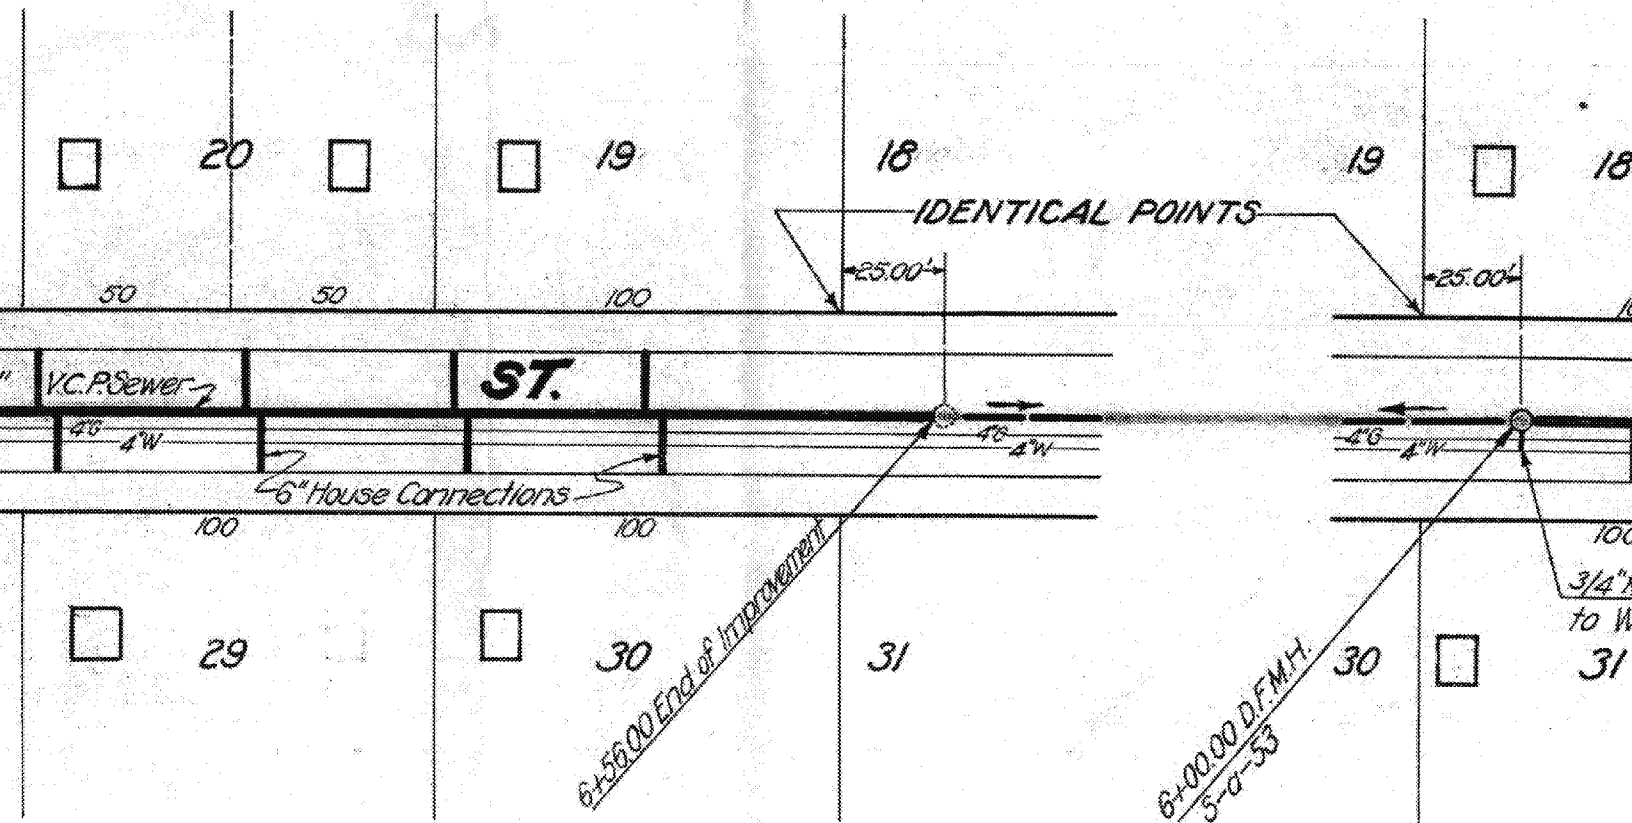 20
19
18
19
18
IDENTICAL POINTS
25.00'
25.00'
50
50
100
V.C.P. Sewer
ST.
4"G
4"W
4"G
4"W
4"G
4"W
6" House Connections
100
100
100
3/4"
to W
29
30
31
30
31
6+56.00 End of Improvement
6+00.00 D.F.M.H.
5-a-53